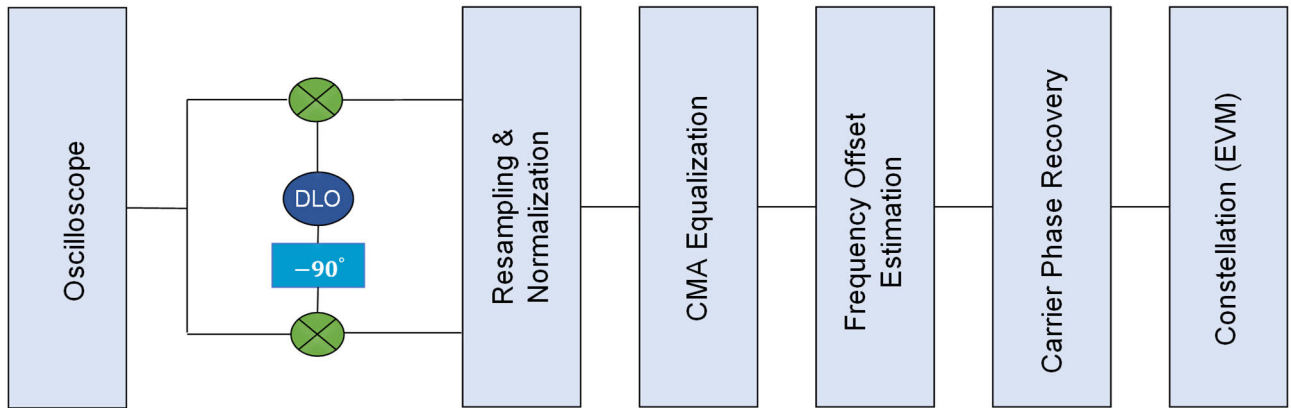 Oscilloscope
DLO
−90°
Resampling &
Normalization
CMA Equalization
Frequency Offset
Estimation
Carrier Phase Recovery
Constellation (EVM)